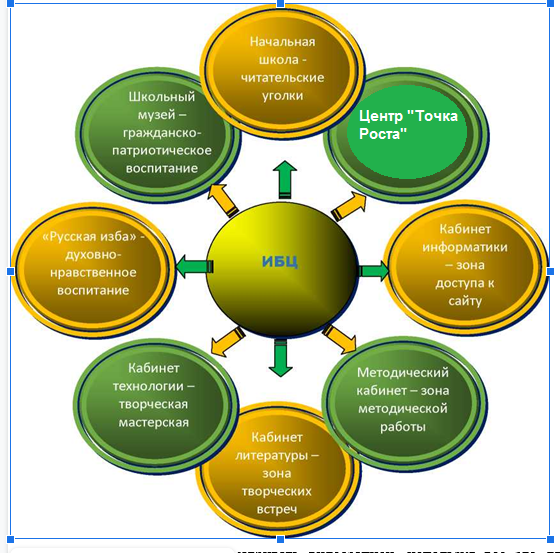 Начальная
школа -
читательские
уголки
Школьный
музей –
гражданско-
патриотическое
воспитание
Центр "Точка
Роста"
«Русская изба» -
духовно-
нравственное
воспитание
ИБЦ
Кабинет
информатики
– зона
доступа к
сайту
Кабинет
технологии –
творческая
мастерская
Методический
кабинет – зона
методической
работы
Кабинет
литературы –
зона
творческих
встреч